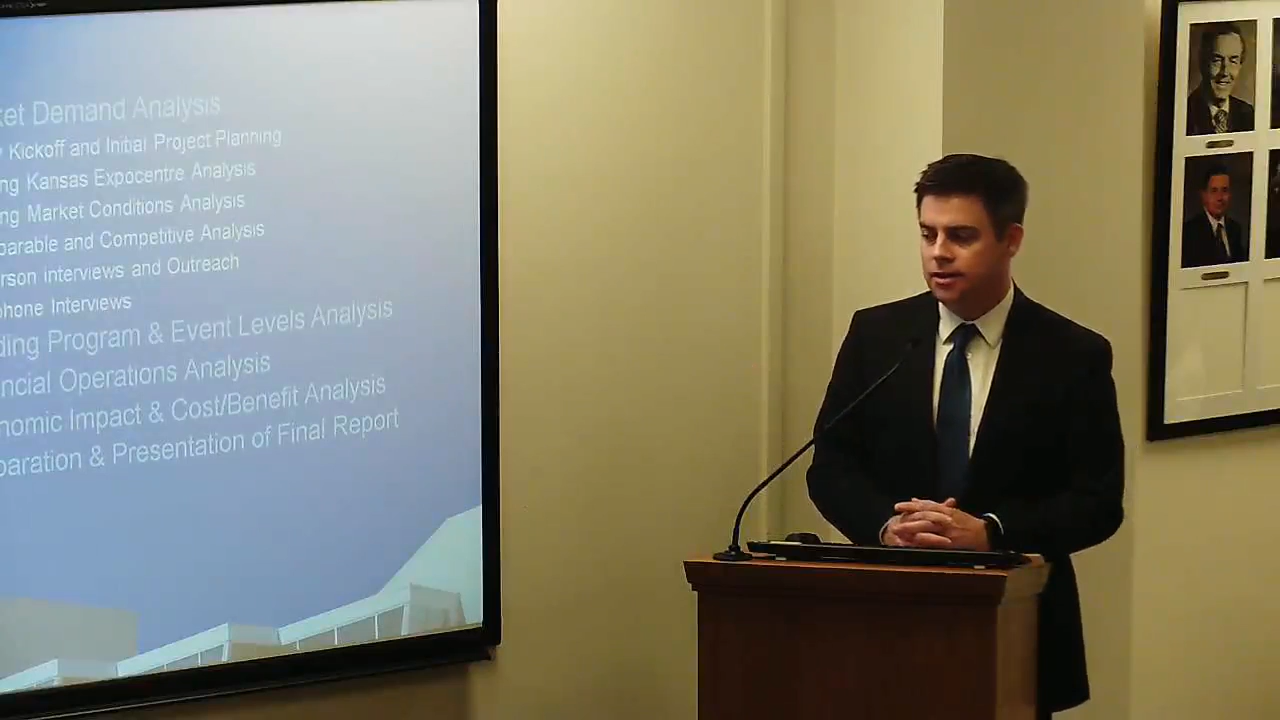 ket Demand Analysis
Kickoff and Initial Project Planning
ng Kansas Expocentre Analysis
ng Market Conditions Analysis
parable and Competitive Analysis
rson Interviews and Outreach
phone Interviews
ding Program & Event Levels Analysis
ncial Operations Analysis
nomic Impact & Cost/Benefit Analysis
paration & Presentation of Final Report